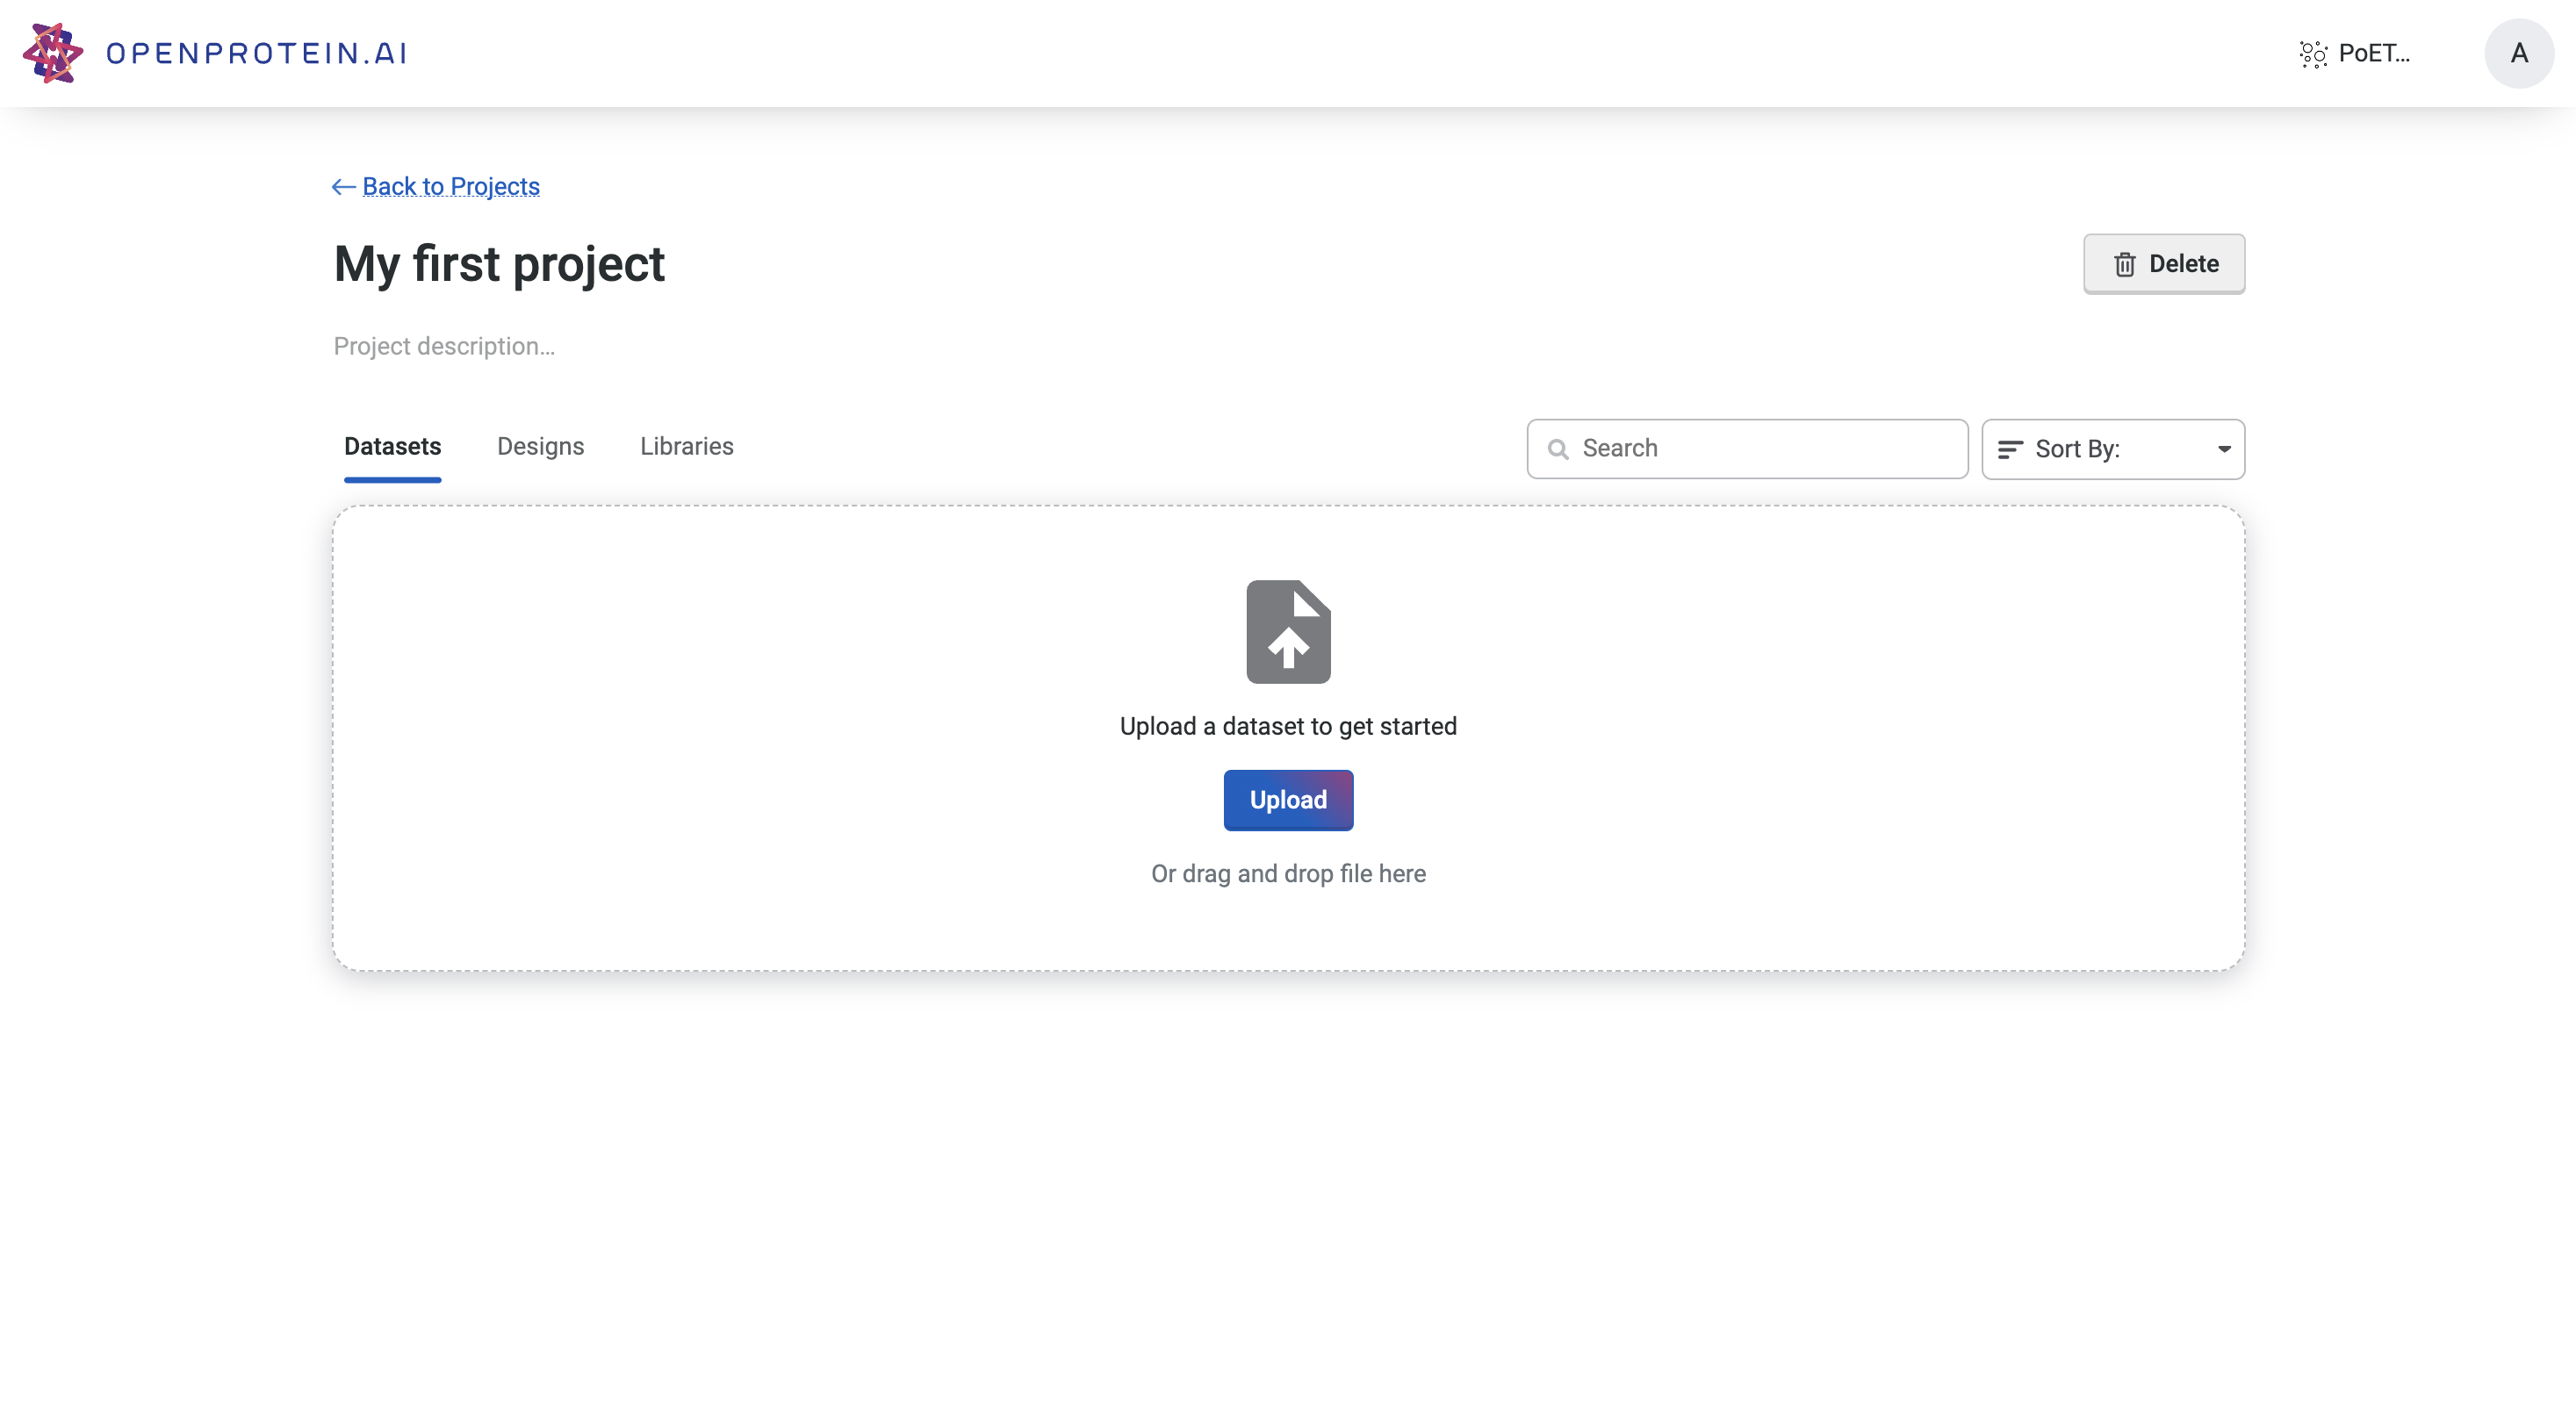 OPENPROTEIN.AI
PoET...
A
Back to Projects
My first project
Delete
Project description...
Datasets
Designs
Libraries
Search
Sort By:
Upload a dataset to get started
Upload
Or drag and drop file here